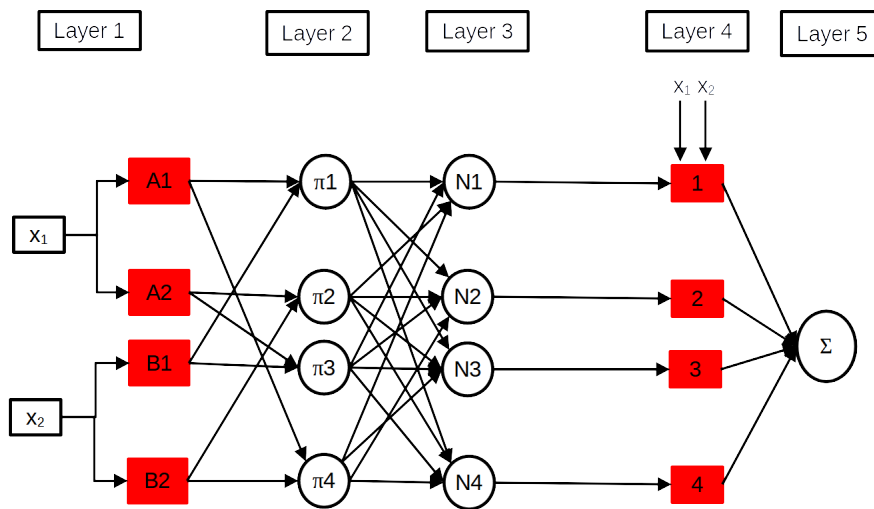 Layer 1
Layer 2
Layer 3
Layer 4
Layer 5
x₁ x₂
A1
π1
N1
1
x₁
A2
π2
N2
2
Σ
B1
π3
N3
3
x₂
B2
π4
N4
4